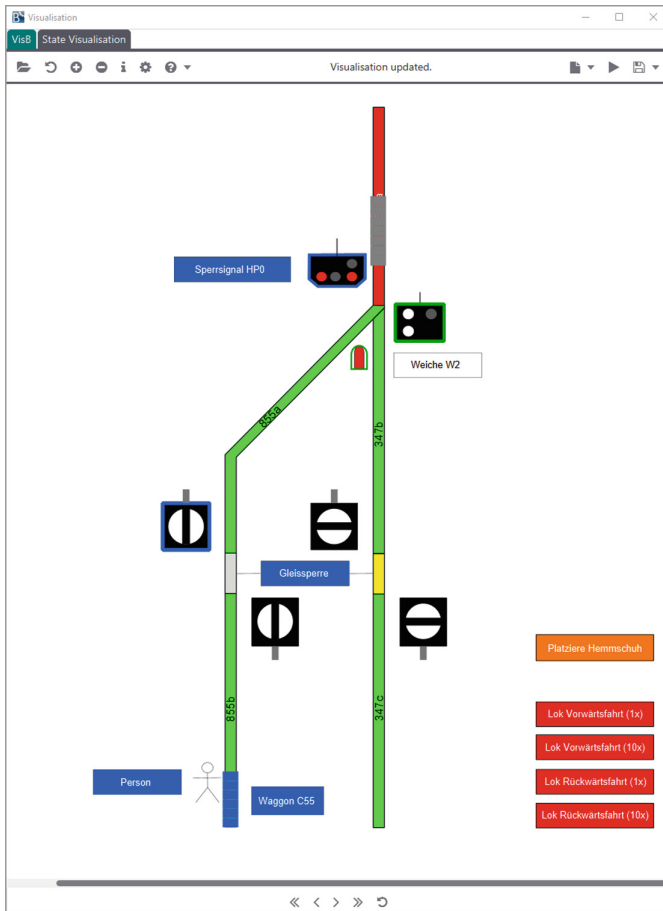 Visualisation
VisB State Visualisation
Visualisation updated.
Sperrsignal HP0
Weiche W2
855a
347b
Gleissperre
Platziere Hemmschuh
855b
347c
Lok Vorwärtsfahrt (1x)
Lok Vorwärtsfahrt (10x)
Person
Lok Rückwärtsfahrt (1x)
Waggon C55
Lok Rückwärtsfahrt (10x)